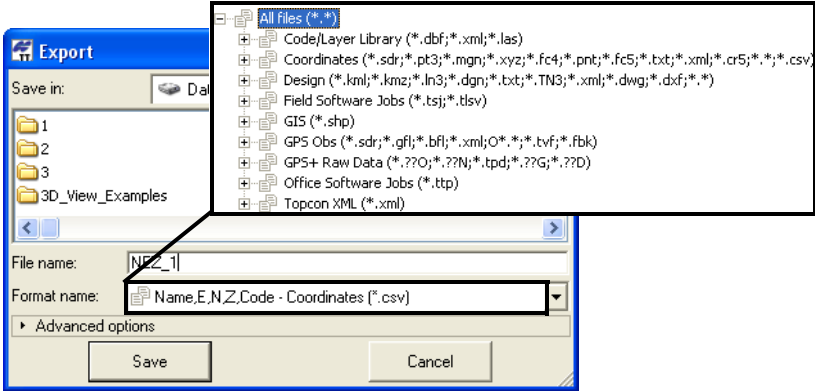 All files (*.*)
Code/Layer Library (*.dbf;*.xml;*.las)
Coordinates (*.sdr;*.pt3;*.mgn;*.xyz;*.fc4;*.pnt;*.fc5;*.txt;*.xml;*.cr5;*.*;*.csv)
Design (*.kml;*.kmz;*.ln3;*.dgn;*.txt;*.TN3;*.xml;*.dwg;*.dxf;*.*)
Field Software Jobs (*.tsj;*.tlsv)
GIS (*.shp)
GPS Obs (*.sdr;*.gfl;*.bfl;*.xml;O*.*;*.tvf;*.fbk)
GPS+ Raw Data (*.??O;*.??N;*.tpd;*.??G;*.??D)
Office Software Jobs (*.ttp)
Topcon XML (*.xml)
Export
Save in:
Dat
1
2
3
3D_View_Examples
File name:
NEZ_1
Format name:
Name,E,N,Z,Code - Coordinates (*.csv)
Advanced options
Save
Cancel